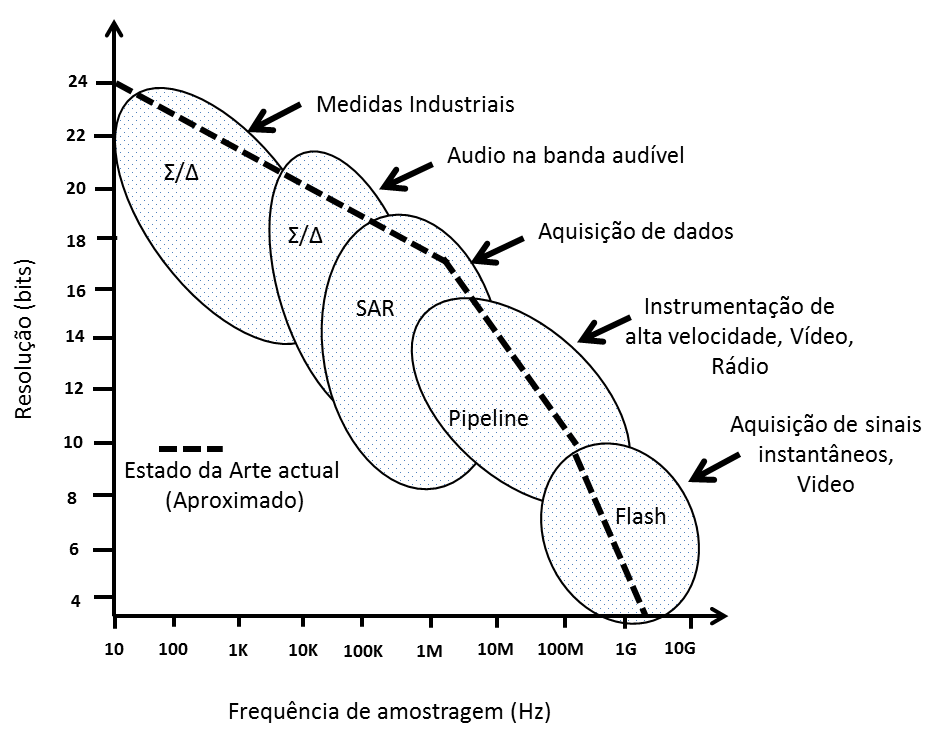 24
Medidas Industriais
22
Audio na banda audível
Σ/Δ
20
Aquisição de dados
18
Σ/Δ
16
SAR
Instrumentação de
alta velocidade, Vídeo,
Rádio
14
Resolução (bits)
12
Pipeline
10
Aquisição de sinais
instantâneos,
Video
Estado da Arte actual
(Aproximado)
8
Flash
6
4
10 100 1K 10K 100K 1M 10M 100M 1G 10G
Frequência de amostragem (Hz)